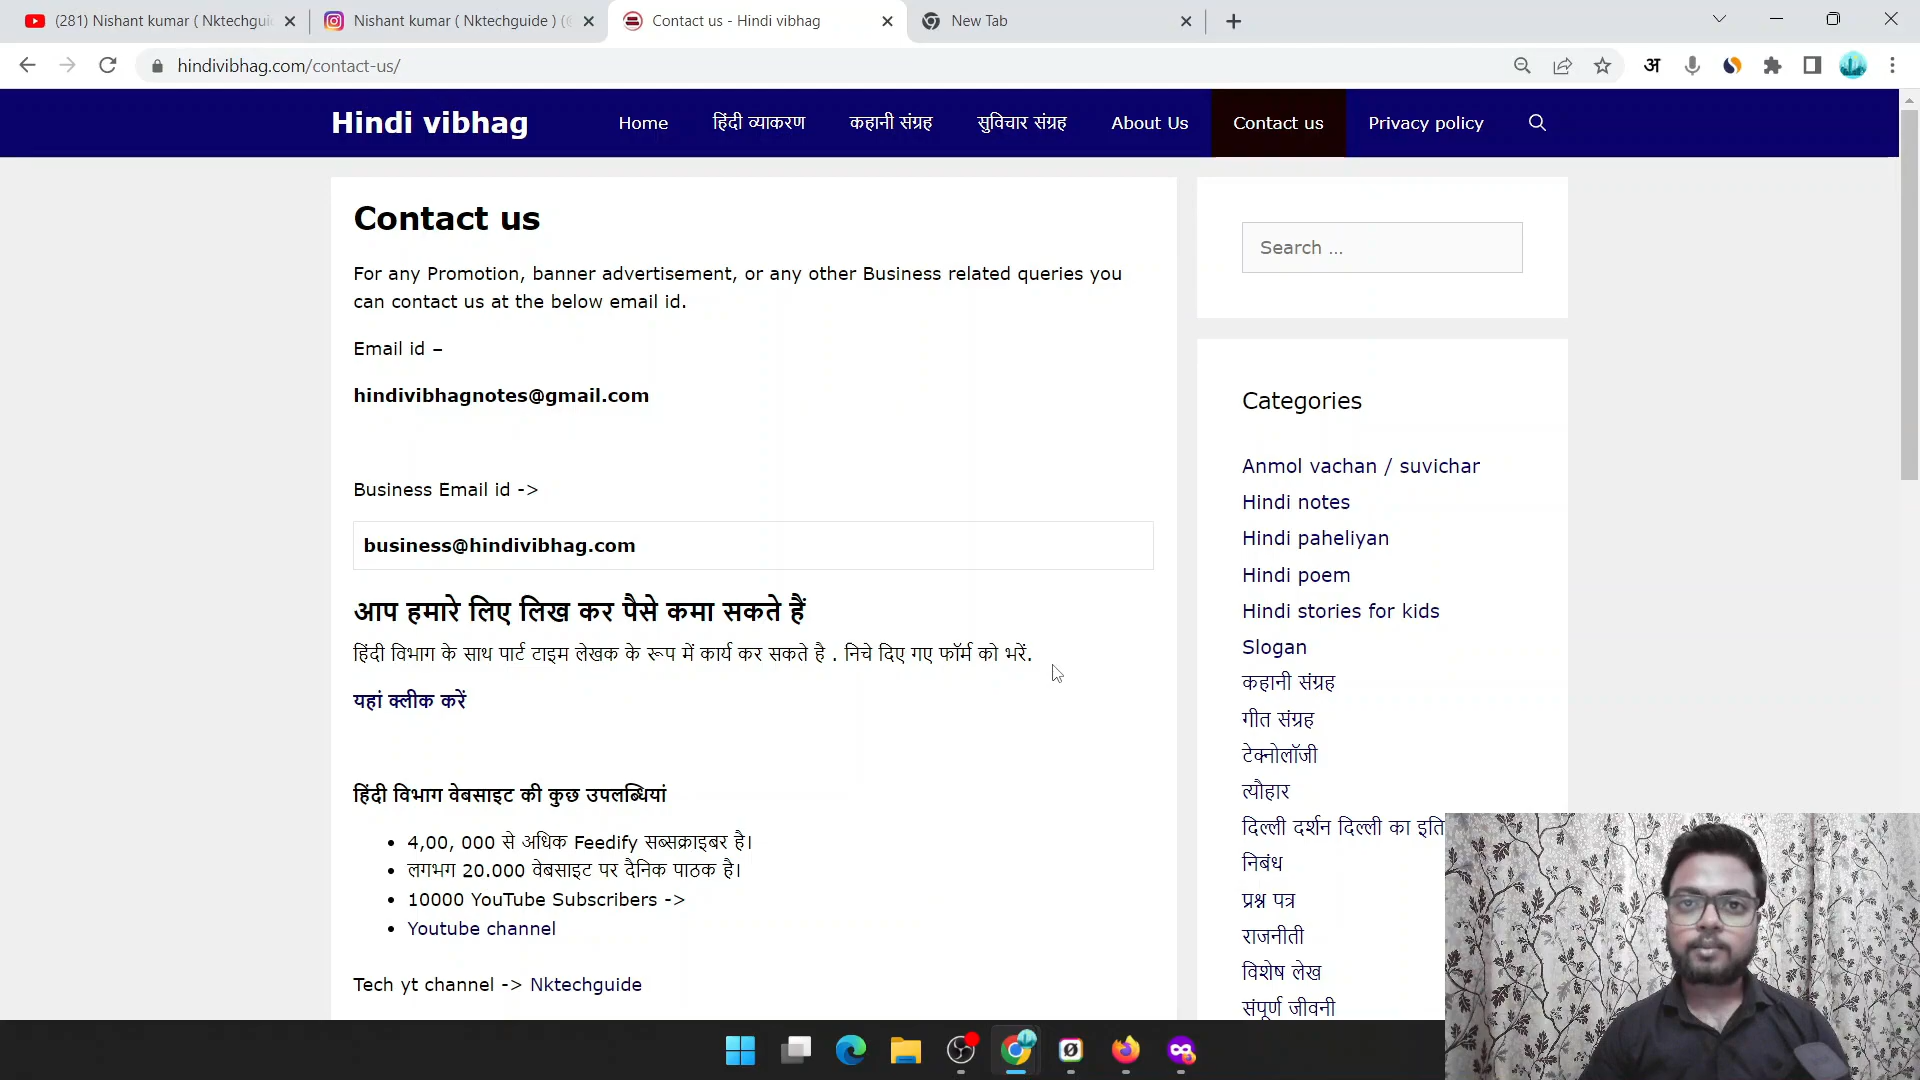 (281) Nishant kumar ( Nktechgui
Nishant kumar ( Nktechguide ) (
Contact us - Hindi vibhag
New Tab
hindivibhag.com/contact-us/
अ
Hindi vibhag
Home
हिंदी व्याकरण
कहानी संग्रह
सुविचार संग्रह
About Us
Contact us
Privacy policy
Contact us
For any Promotion, banner advertisement, or any other Business related queries you
can contact us at the below email id.
Email id –
hindivibhagnotes@gmail.com
Business Email id ->
business@hindivibhag.com
आप हमारे लिए लिख कर पैसे कमा सकते हैं
हिंदी विभाग के साथ पार्ट टाइम लेखक के रूप में कार्य कर सकते है . निचे दिए गए फॉर्म को भरें.
यहां क्लीक करें
हिंदी विभाग वेबसाइट की कुछ उपलब्धियां
4,00, 000 से अधिक Feedify सब्सक्राइबर है।
लगभग 20.000 वेबसाइट पर दैनिक पाठक है।
10000 YouTube Subscribers ->
Youtube channel
Tech yt channel -> Nktechguide
Search ...
Categories
Anmol vachan / suvichar
Hindi notes
Hindi paheliyan
Hindi poem
Hindi stories for kids
Slogan
कहानी संग्रह
गीत संग्रह
टेक्नोलॉजी
त्यौहार
दिल्ली दर्शन दिल्ली का इति
निबंध
प्रश्न पत्र
राजनीती
विशेष लेख
संपूर्ण जीवनी